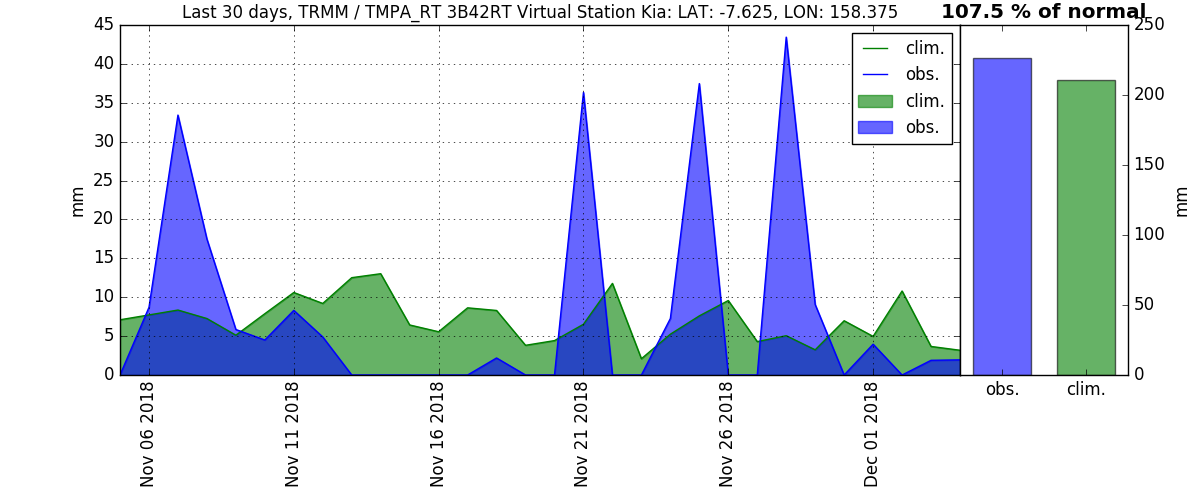 Last 30 days, TRMM / TMPA_RT 3B42RT Virtual Station Kia: LAT: -7.625, LON: 158.375
107.5 % of normal
45
40
35
30
25
20
15
10
5
0
mm
clim.
obs.
clim.
obs.
250
200
150
100
50
0
mm
obs.
clim.
Nov 06 2018
Nov 11 2018
Nov 16 2018
Nov 21 2018
Nov 26 2018
Dec 01 2018